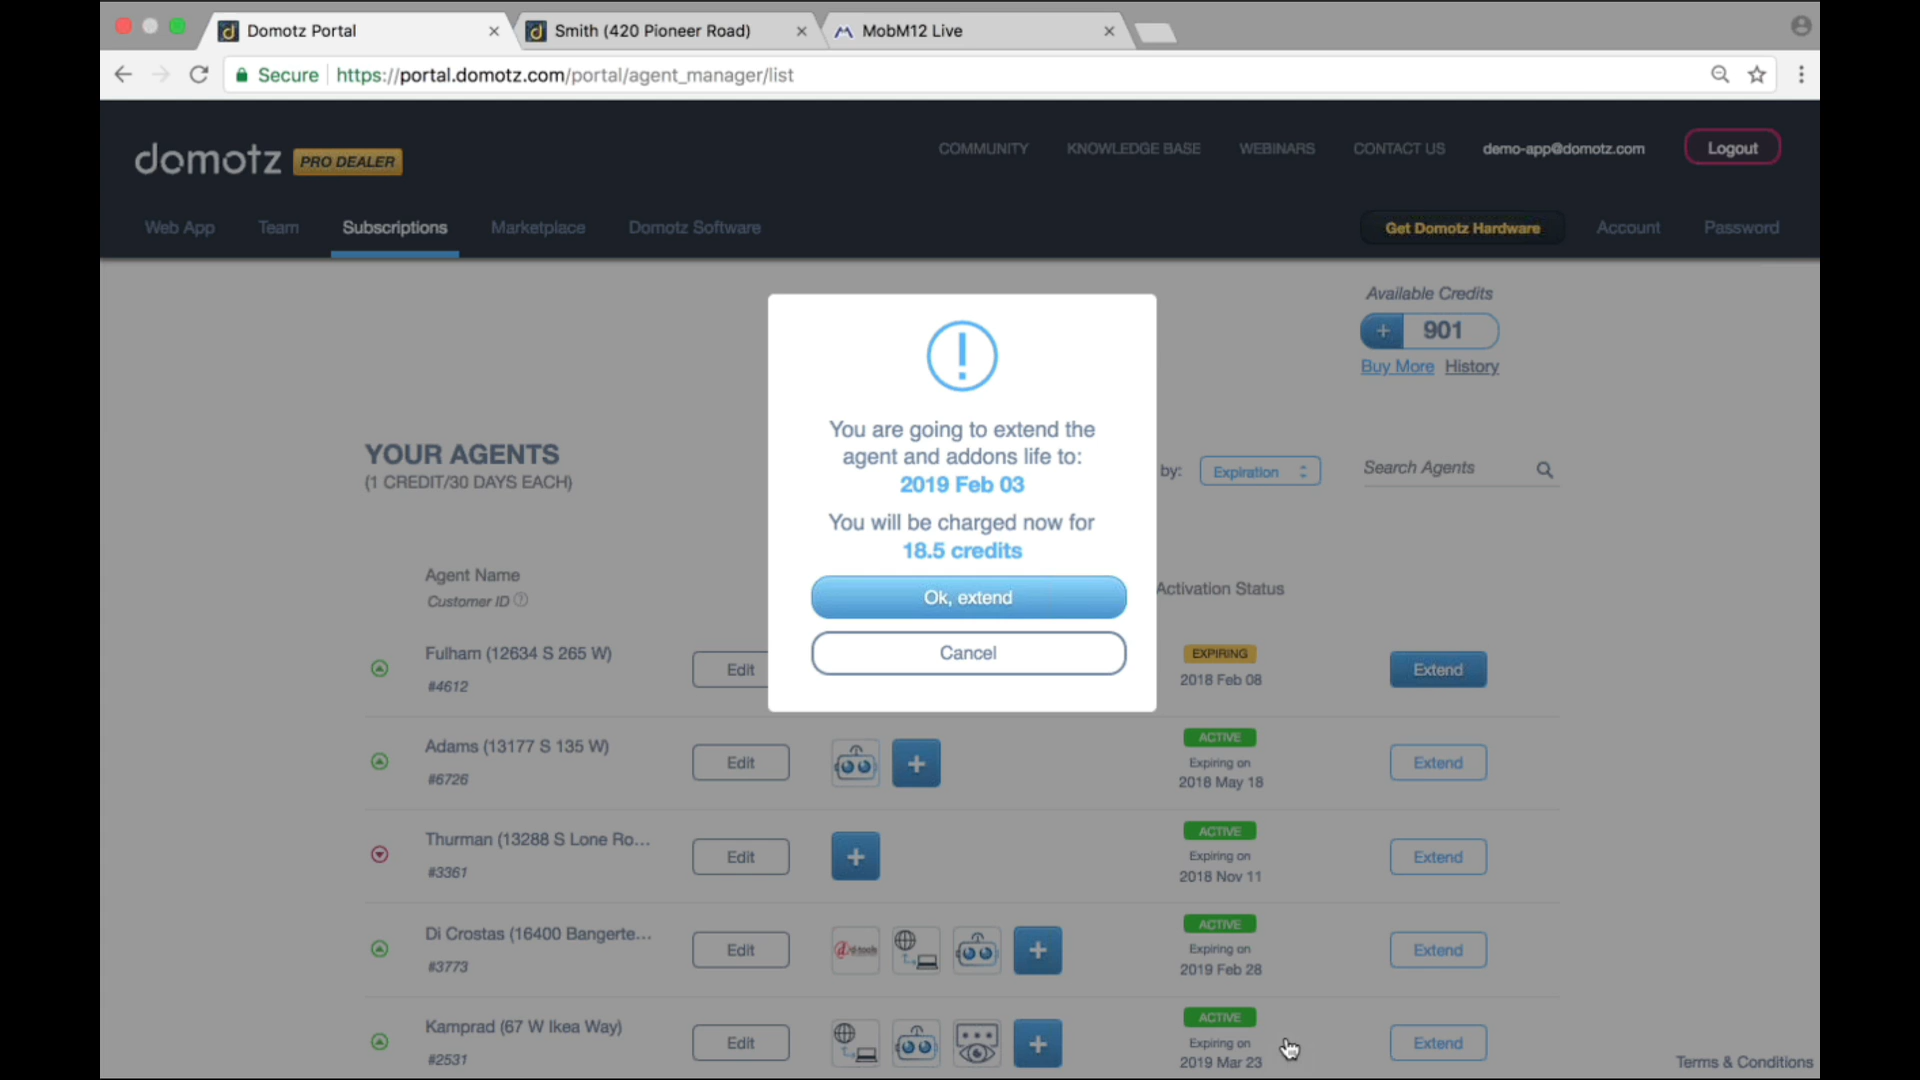 Domotz Portal
Smith (420 Pioneer Road)
MobM12 Live
Secure
https://portal.domotz.com/portal/agent_manager/list
domotz PRO DEALER
COMMUNITY
KNOWLEDGE BASE
WEBINARS
CONTACT US
demo-app@domotz.com
Logout
Web App
Team
Subscriptions
Marketplace
Domotz Software
Get Domotz Hardware
Account
Password
Available Credits
+ 901
Buy More History
YOUR AGENTS
(1 CREDIT/30 DAYS EACH)
by: Expiration
Search Agents
You are going to extend the
agent and addons life to:
2019 Feb 03
You will be charged now for
18.5 credits
Ok, extend
Cancel
Agent Name
Customer ID ?
Activation Status
Fulham (12634 S 265 W)
#4612
Edit
EXPIRING
2018 Feb 08
Extend
Adams (13177 S 135 W)
#6726
Edit
+
ACTIVE
Expiring on
2018 May 18
Extend
Thurman (13288 S Lone Ro...
#3361
Edit
+
ACTIVE
Expiring on
2018 Nov 11
Extend
Di Crostas (16400 Bangerte...
#3773
Edit
d-tools
+
ACTIVE
Expiring on
2019 Feb 28
Extend
Kamprad (67 W Ikea Way)
#2531
Edit
+
ACTIVE
Expiring on
2019 Mar 23
Extend
Terms & Conditions